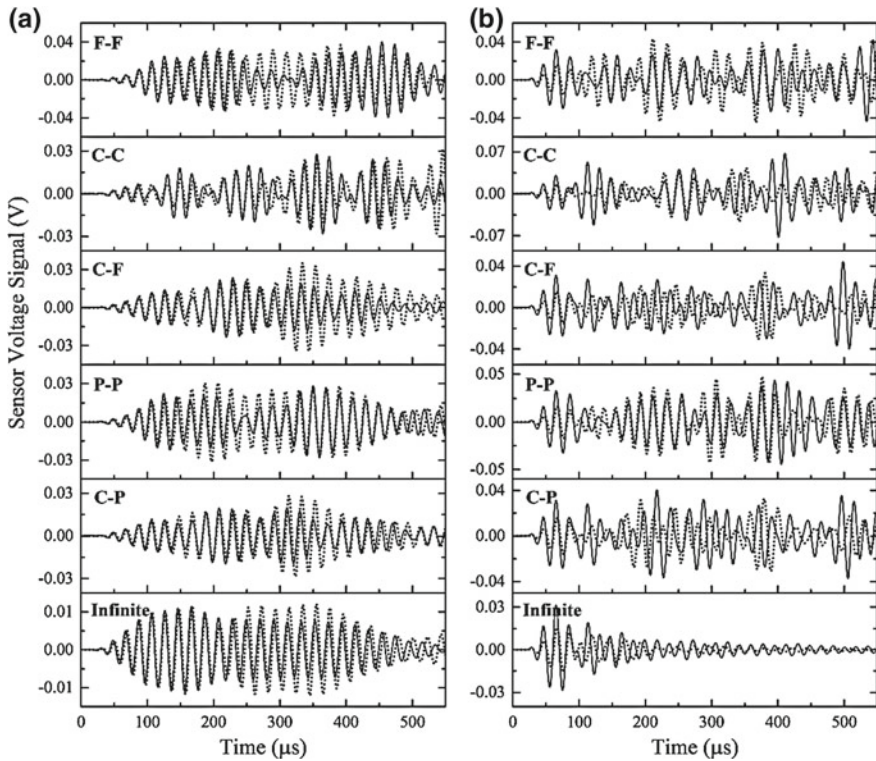 (a)
(b)
Sensor Voltage Signal (V)
F-F
0.04
0.00
-0.04
C-C
0.03
0.00
-0.03
C-F
0.03
0.00
-0.03
P-P
0.03
0.00
-0.03
C-P
0.03
0.00
-0.03
Infinite
0.01
0.00
-0.01
0 100 200 300 400 500
Time (μs)
F-F
0.04
0.00
-0.04
C-C
0.07
0.00
-0.07
C-F
0.04
0.00
-0.04
P-P
0.05
0.00
-0.05
C-P
0.04
0.00
-0.04
Infinite
0.03
0.00
-0.03
0 100 200 300 400 500
Time (μs)